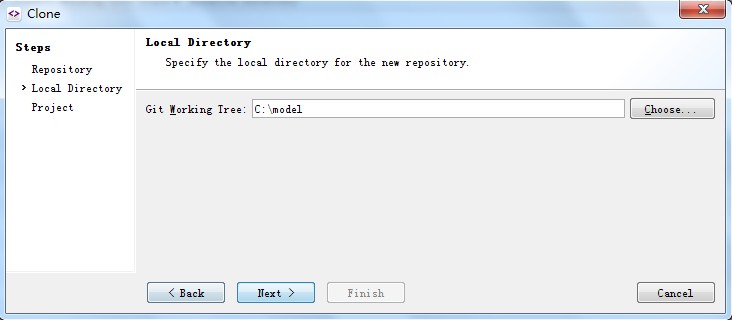 Clone
Steps
Repository
› Local Directory
Project
Local Directory
Specify the local directory for the new repository.
Git Working Tree: C:\model Choose...
< Back Next > Finish Cancel